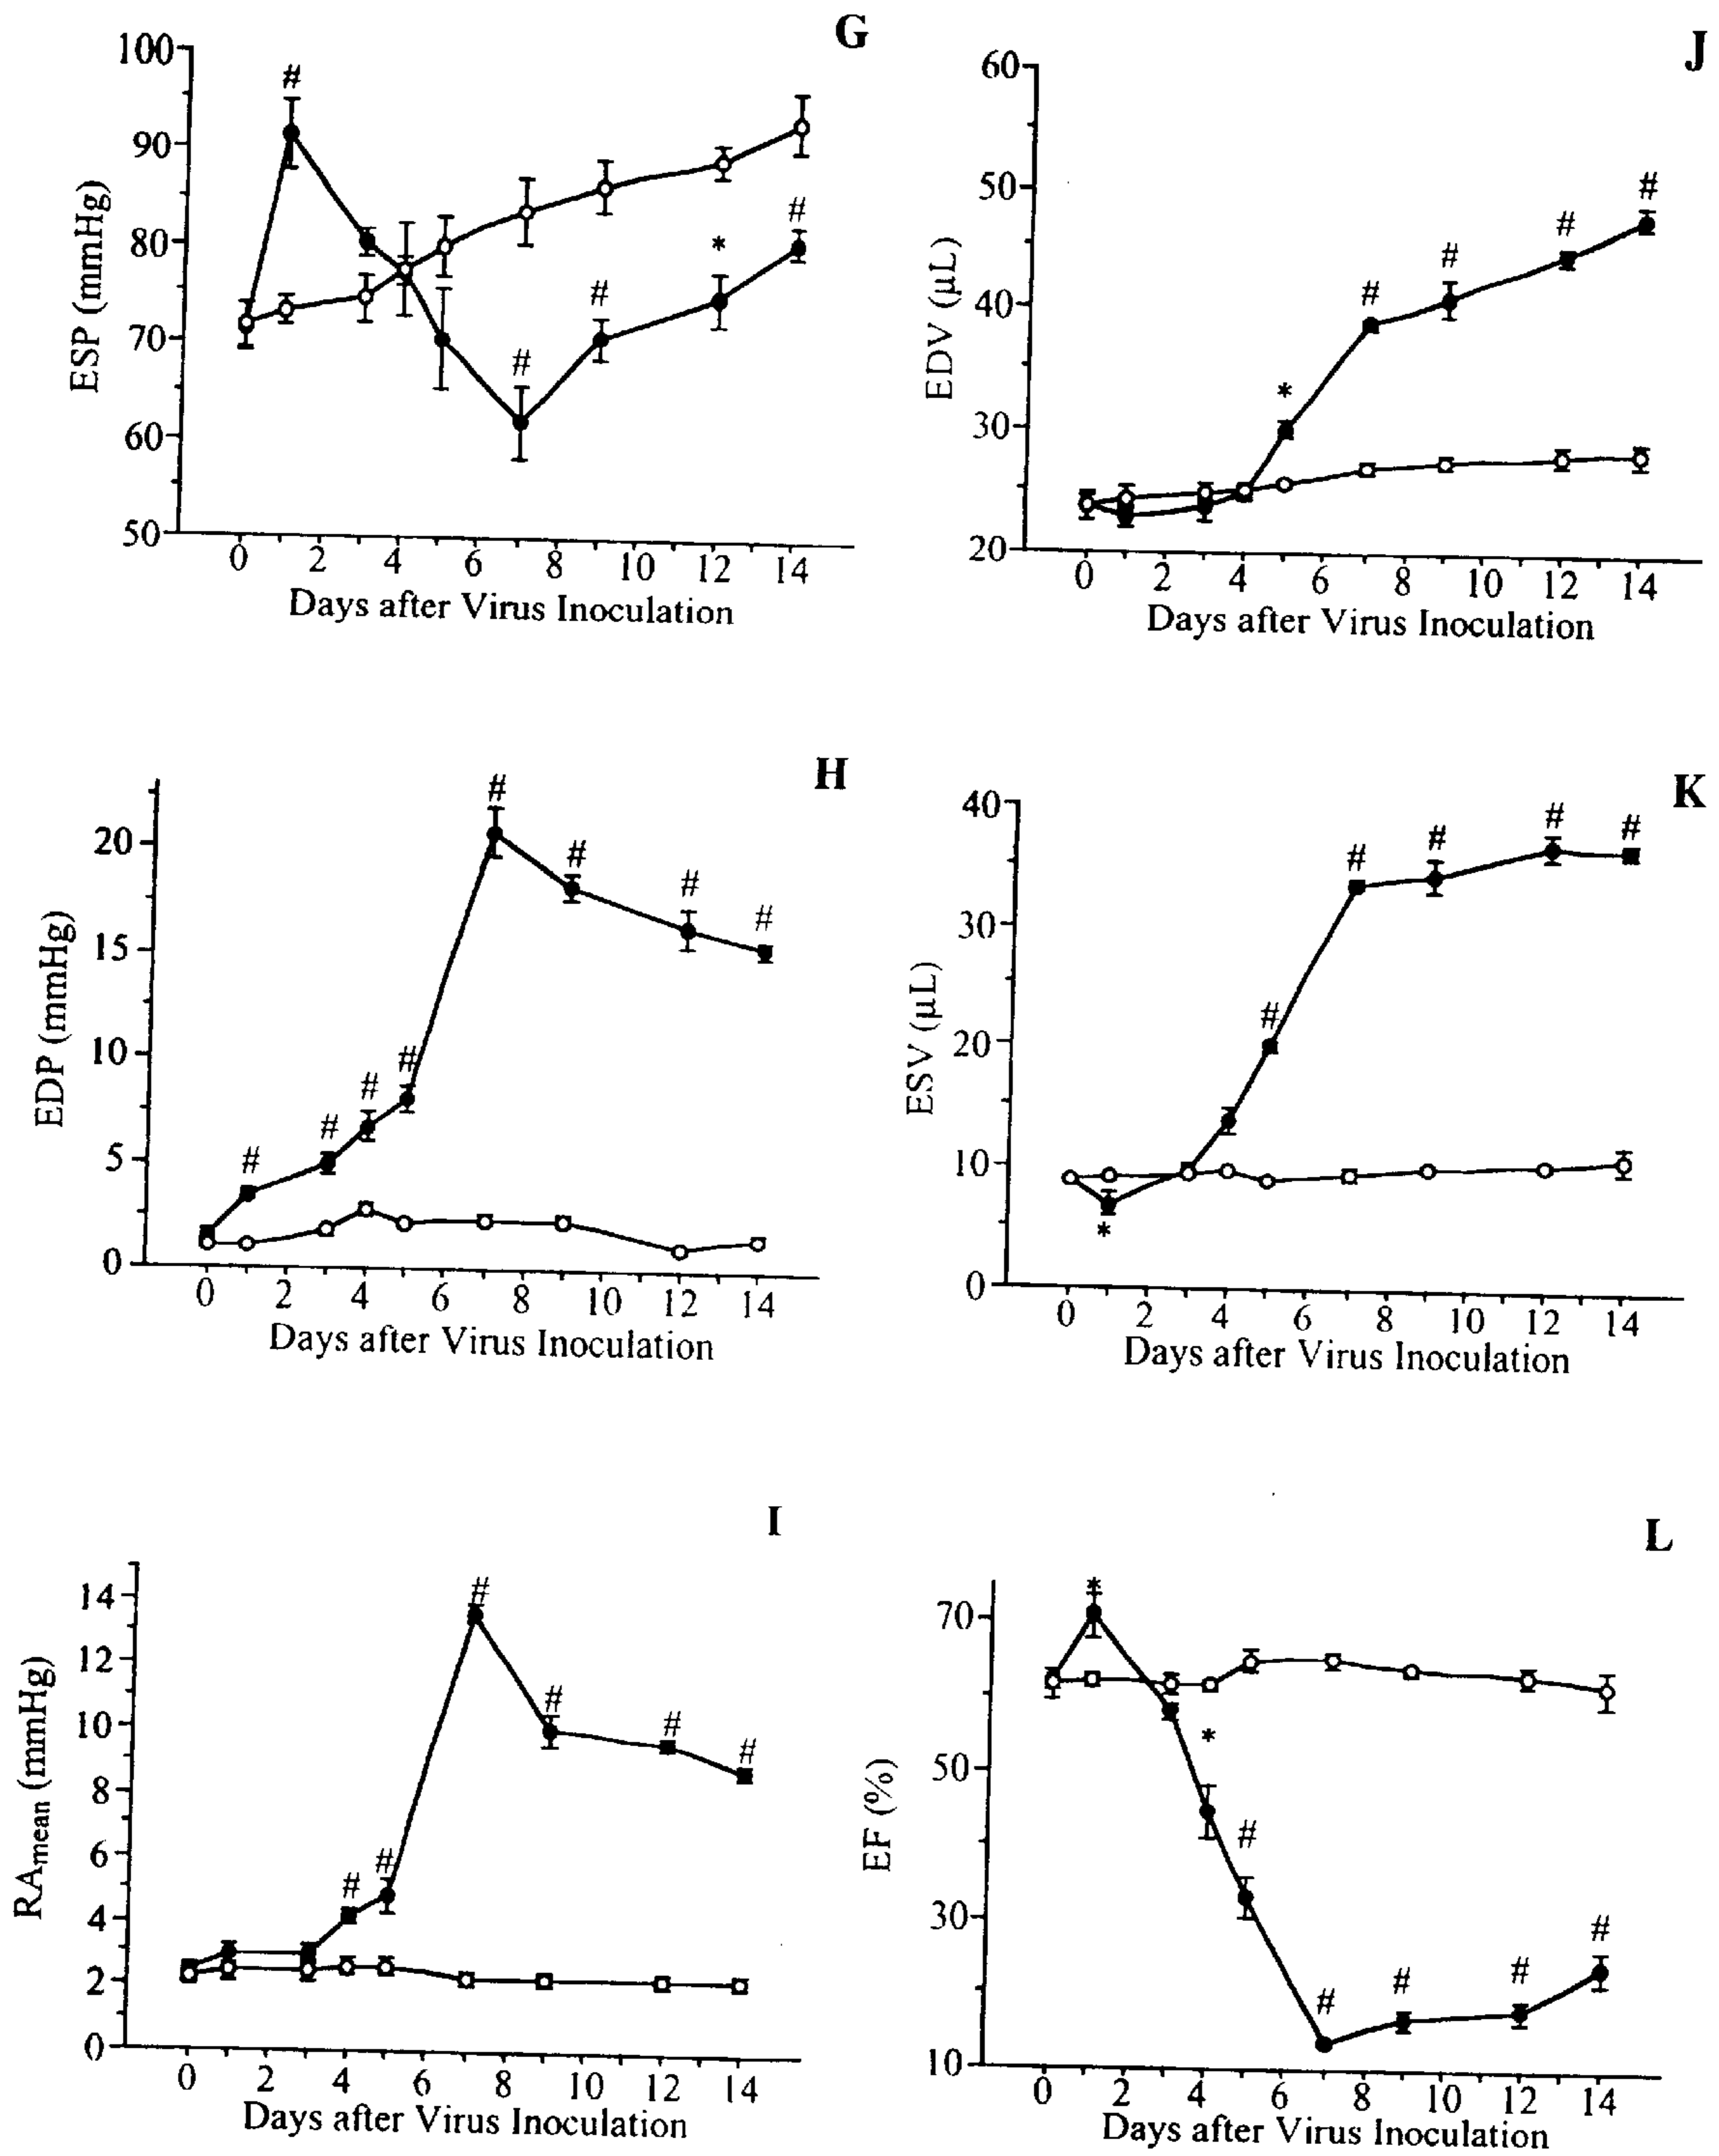 G
100
90
80
70
60
50
ESP (mmHg)
#
#
#
*
#
0 2 4 6 8 10 12 14
Days after Virus Inoculation
J
60
50
40
30
20
EDV (µL)
*
#
#
#
#
0 2 4 6 8 10 12 14
Days after Virus Inoculation
H
20
15
10
5
0
EDP (mmHg)
#
#
#
#
#
#
#
#
0 2 4 6 8 10 12 14
Days after Virus Inoculation
K
40
30
20
10
0
ESV (µL)
*
#
#
#
#
#
0 2 4 6 8 10 12 14
Days after Virus Inoculation
I
14
12
10
8
6
4
2
0
RAmean (mmHg)
#
#
#
#
#
#
0 2 4 6 8 10 12 14
Days after Virus Inoculation
L
70
50
30
10
EF (%)
*
*
#
#
#
#
#
0 2 4 6 8 10 12 14
Days after Virus Inoculation